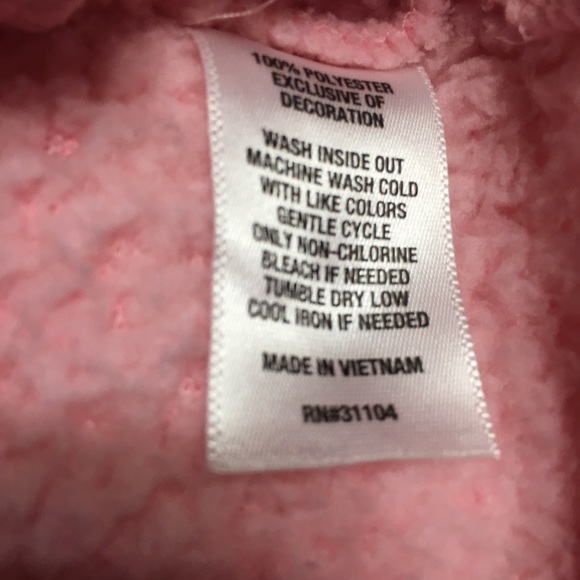 100% POLYESTER
EXCLUSIVE OF
DECORATION
WASH INSIDE OUT
MACHINE WASH COLD
WITH LIKE COLORS
GENTLE CYCLE
ONLY NON-CHLORINE
BLEACH IF NEEDED
TUMBLE DRY LOW
COOL IRON IF NEEDED
MADE IN VIETNAM
RN#31104